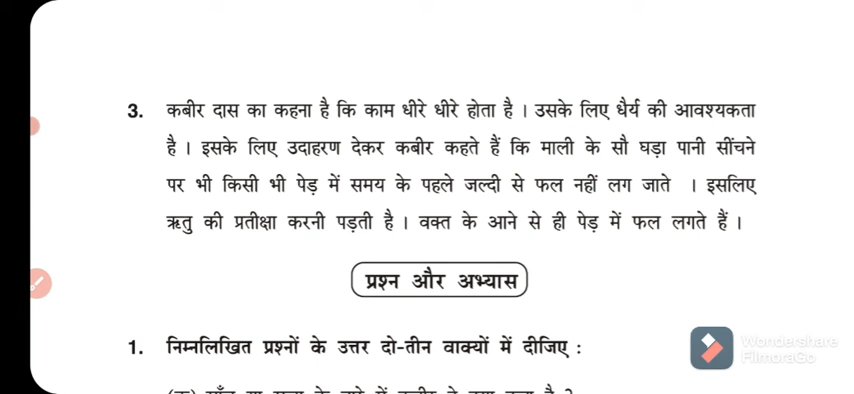 3. कबीर दास का कहना है कि काम धीरे धीरे होता है । उसके लिए धैर्य की आवश्यकता
है । इसके लिए उदाहरण देकर कबीर कहते हैं कि माली के सौ घड़ा पानी सींचने
पर भी किसी भी पेड़ में समय के पहले जल्दी से फल नहीं लग जाते । इसलिए
ऋतु की प्रतीक्षा करनी पड़ती है । वक्त के आने से ही पेड़ में फल लगते हैं ।
प्रश्न और अभ्यास
1. निम्नलिखित प्रश्नों के उत्तर दो-तीन वाक्यों में दीजिए :
Wondershare
FilmoraGo